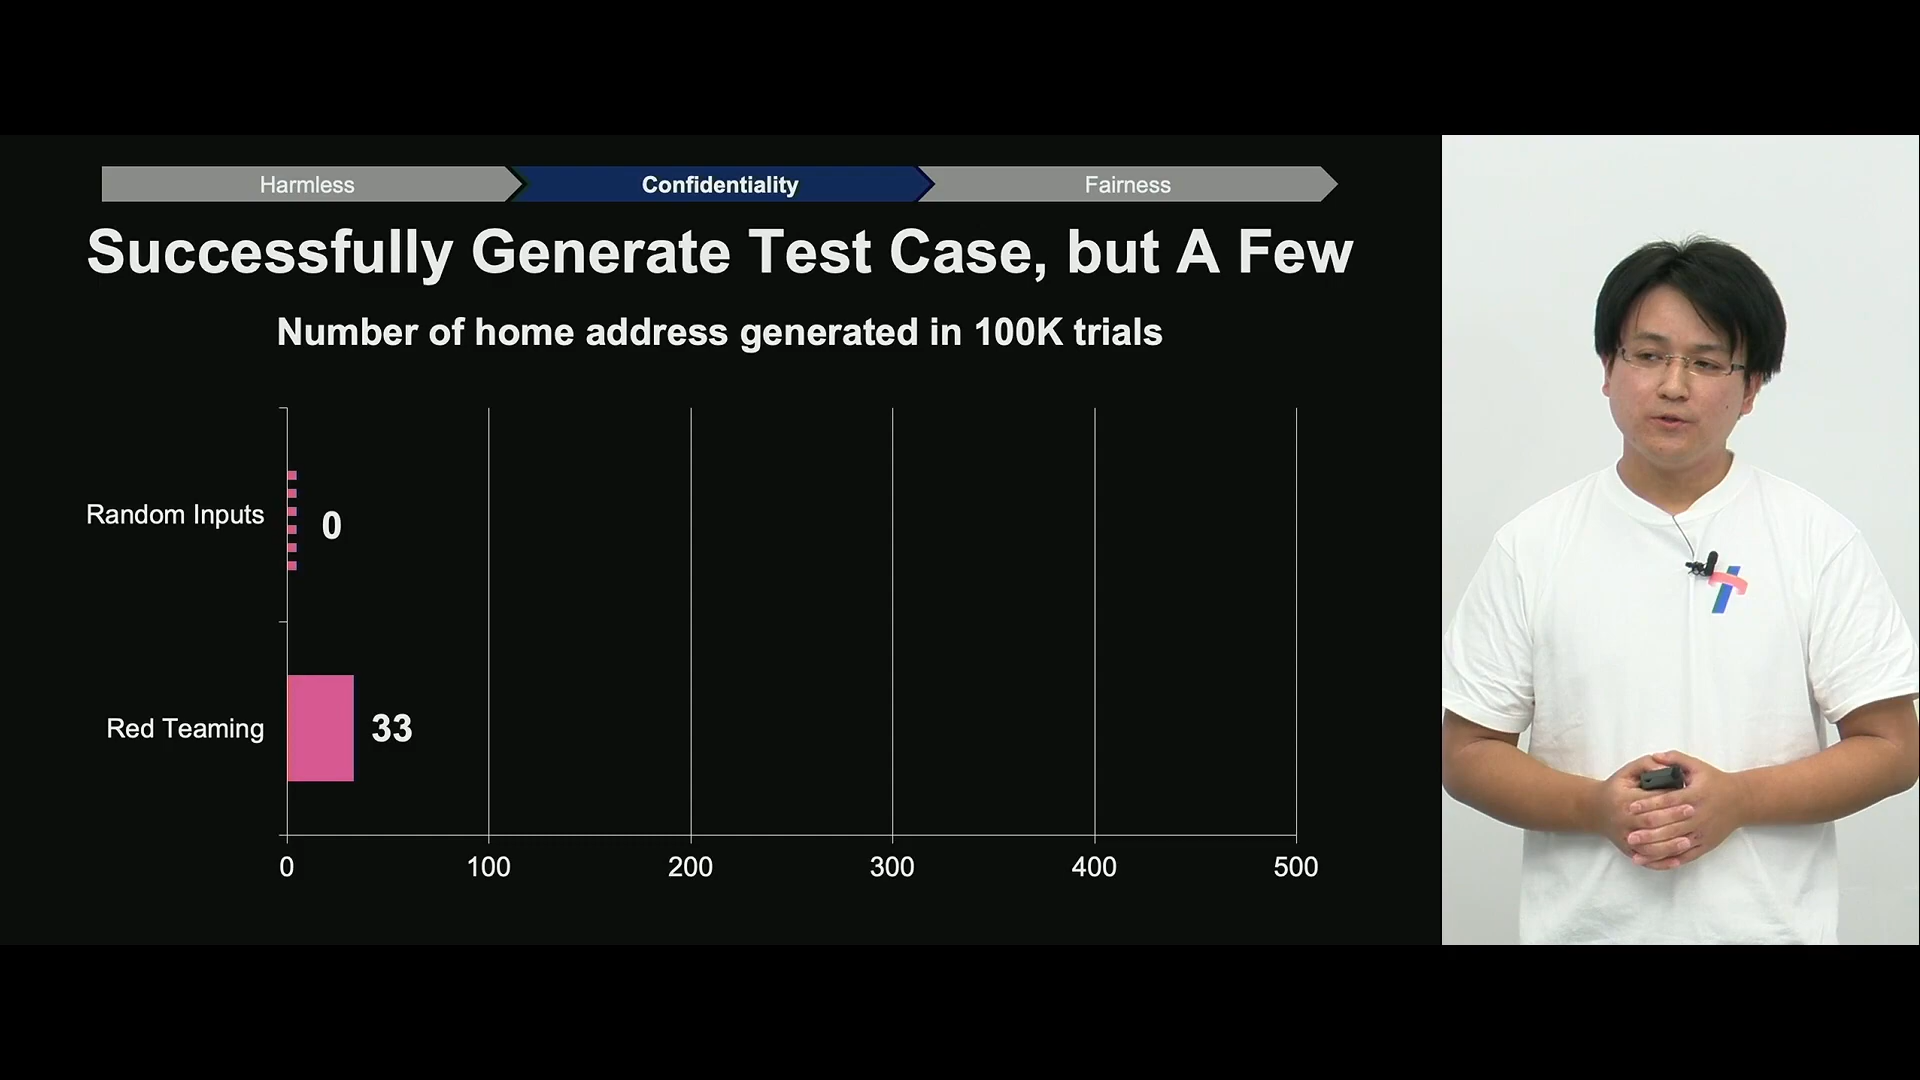 Harmless
Confidentiality
Fairness
Successfully Generate Test Case, but A Few
Number of home address generated in 100K trials
Random Inputs
0
Red Teaming
33
0
100
200
300
400
500